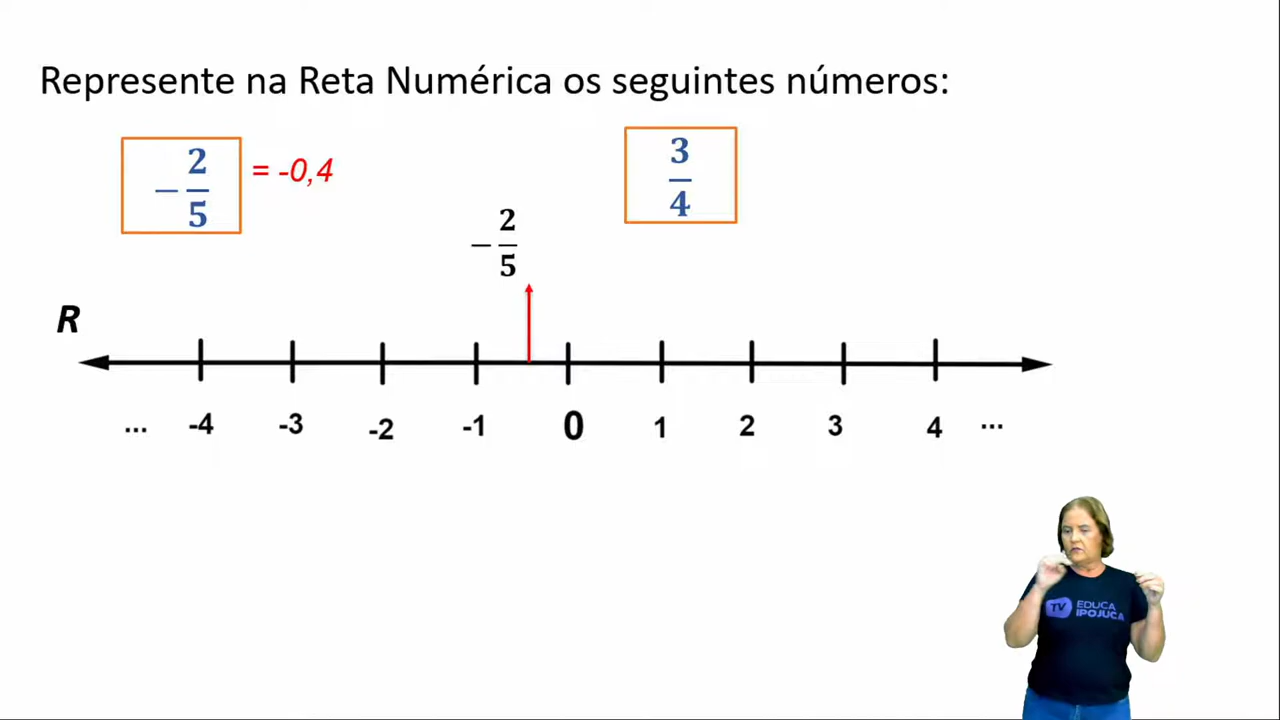 Represente na Reta Numérica os seguintes números:
− 2/5 = -0,4
3/4
− 2/5
R
... -4 -3 -2 -1 0 1 2 3 4 ...
TV EDUCA
IPOJUCA